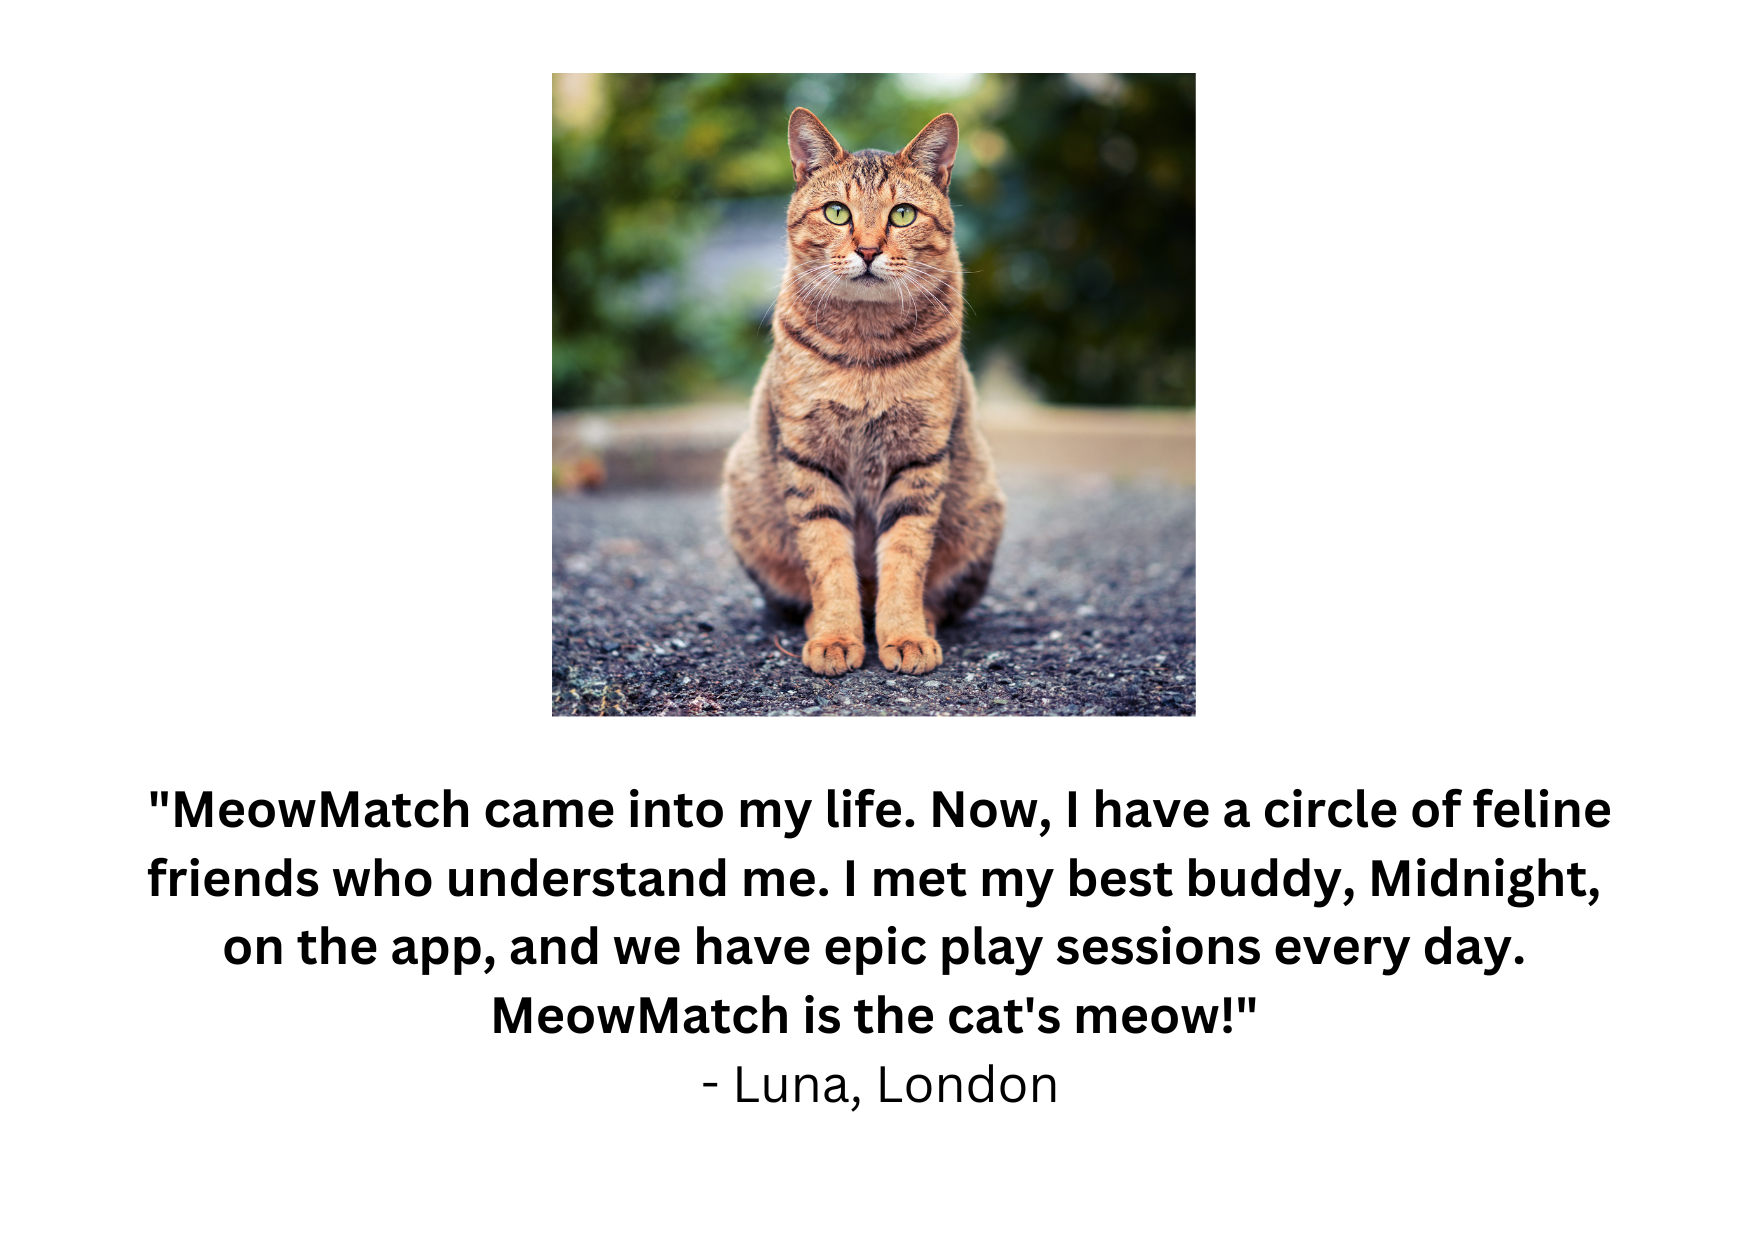 "MeowMatch came into my life. Now, I have a circle of feline
friends who understand me. I met my best buddy, Midnight,
on the app, and we have epic play sessions every day.
MeowMatch is the cat's meow!"
- Luna, London